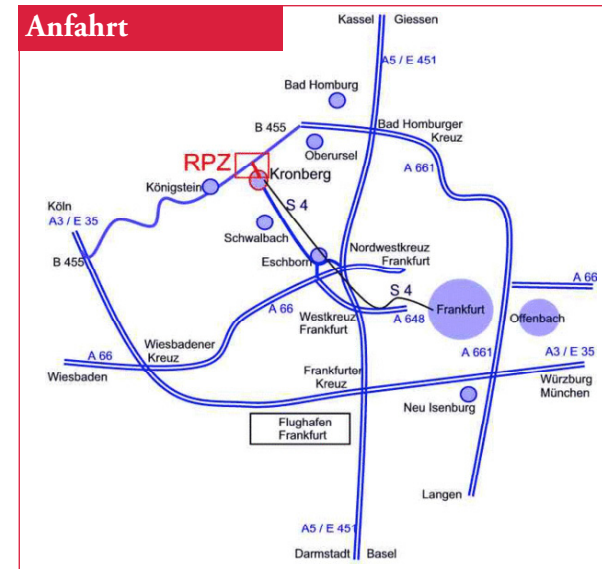 Anfahrt
Kassel
Giessen
A5 / E 451
Bad Homburg
B 455
Bad Homburger
Kreuz
Oberursel
RPZ
Kronberg
A 661
Königstein
Köln
A3 / E 35
S 4
Schwalbach
Nordwestkreuz
Frankfurt
Eschborn
B 455
A 66
S 4
A 66
Westkreuz
Frankfurt
A 648
Frankfurt
Offenbach
Wiesbadener
Kreuz
A 66
Wiesbaden
A 661
A3 / E 35
Frankfurter
Kreuz
Würzburg
München
Neu Isenburg
Flughafen
Frankfurt
Langen
A5 / E 451
Darmstadt
Basel